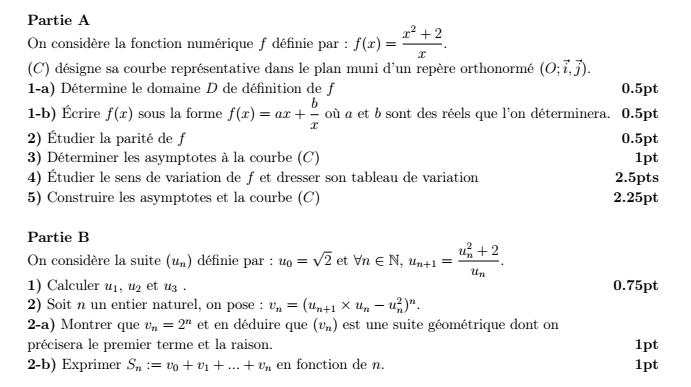 Partie A
On considère la fonction numérique f définie par : f(x) = (x² + 2)/x.
(C) désigne sa courbe représentative dans le plan muni d'un repère orthonormé (O; i⃗, j⃗).
1-a) Détermine le domaine D de définition de f 0.5pt
1-b) Écrire f(x) sous la forme f(x) = ax + b/x où a et b sont des réels que l'on déterminera. 0.5pt
2) Étudier la parité de f 0.5pt
3) Déterminer les asymptotes à la courbe (C) 1pt
4) Étudier le sens de variation de f et dresser son tableau de variation 2.5pts
5) Construire les asymptotes et la courbe (C) 2.25pt
Partie B
On considère la suite (uₙ) définie par : u₀ = √2 et ∀n ∈ ℕ, uₙ₊₁ = (uₙ² + 2)/uₙ.
1) Calculer u₁, u₂ et u₃ . 0.75pt
2) Soit n un entier naturel, on pose : vₙ = (uₙ₊₁ × uₙ − uₙ²)ⁿ.
2-a) Montrer que vₙ = 2ⁿ et en déduire que (vₙ) est une suite géométrique dont on
précisera le premier terme et la raison. 1pt
2-b) Exprimer Sₙ := v₀ + v₁ + ... + vₙ en fonction de n. 1pt